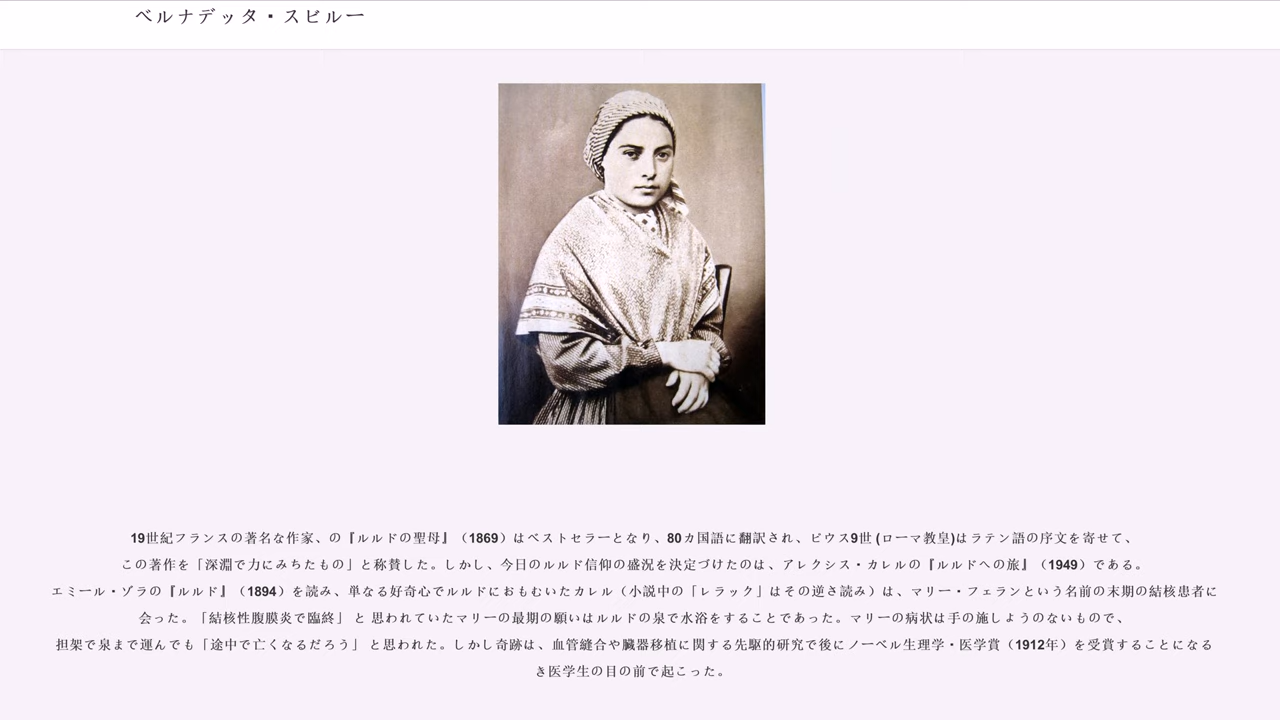 ベルナデッタ・スビルー
19世紀フランスの著名な作家、の『ルルドの聖母』（1869）はベストセラーとなり、80カ国語に翻訳され、ピウス9世 (ローマ教皇)はラテン語の序文を寄せて、
この著作を「深淵で力にみちたもの」と称賛した。しかし、今日のルルド信仰の盛況を決定づけたのは、アレクシス・カレルの『ルルドへの旅』（1949）である。
エミール・ゾラの『ルルド』（1894）を読み、単なる好奇心でルルドにおもむいたカレル（小説中の「レラック」はその逆さ読み）は、マリー・フェランという名前の末期の結核患者に
会った。「結核性腹膜炎で臨終」 と 思われていたマリーの最期の願いはルルドの泉で水浴をすることであった。マリーの病状は手の施しようのないもので、
担架で泉まで運んでも「途中で亡くなるだろう」 と思われた。しかし奇跡は、血管縫合や臓器移植に関する先駆的研究で後にノーベル生理学・医学賞（1912年）を受賞することになる
き医学生の目の前で起こった。